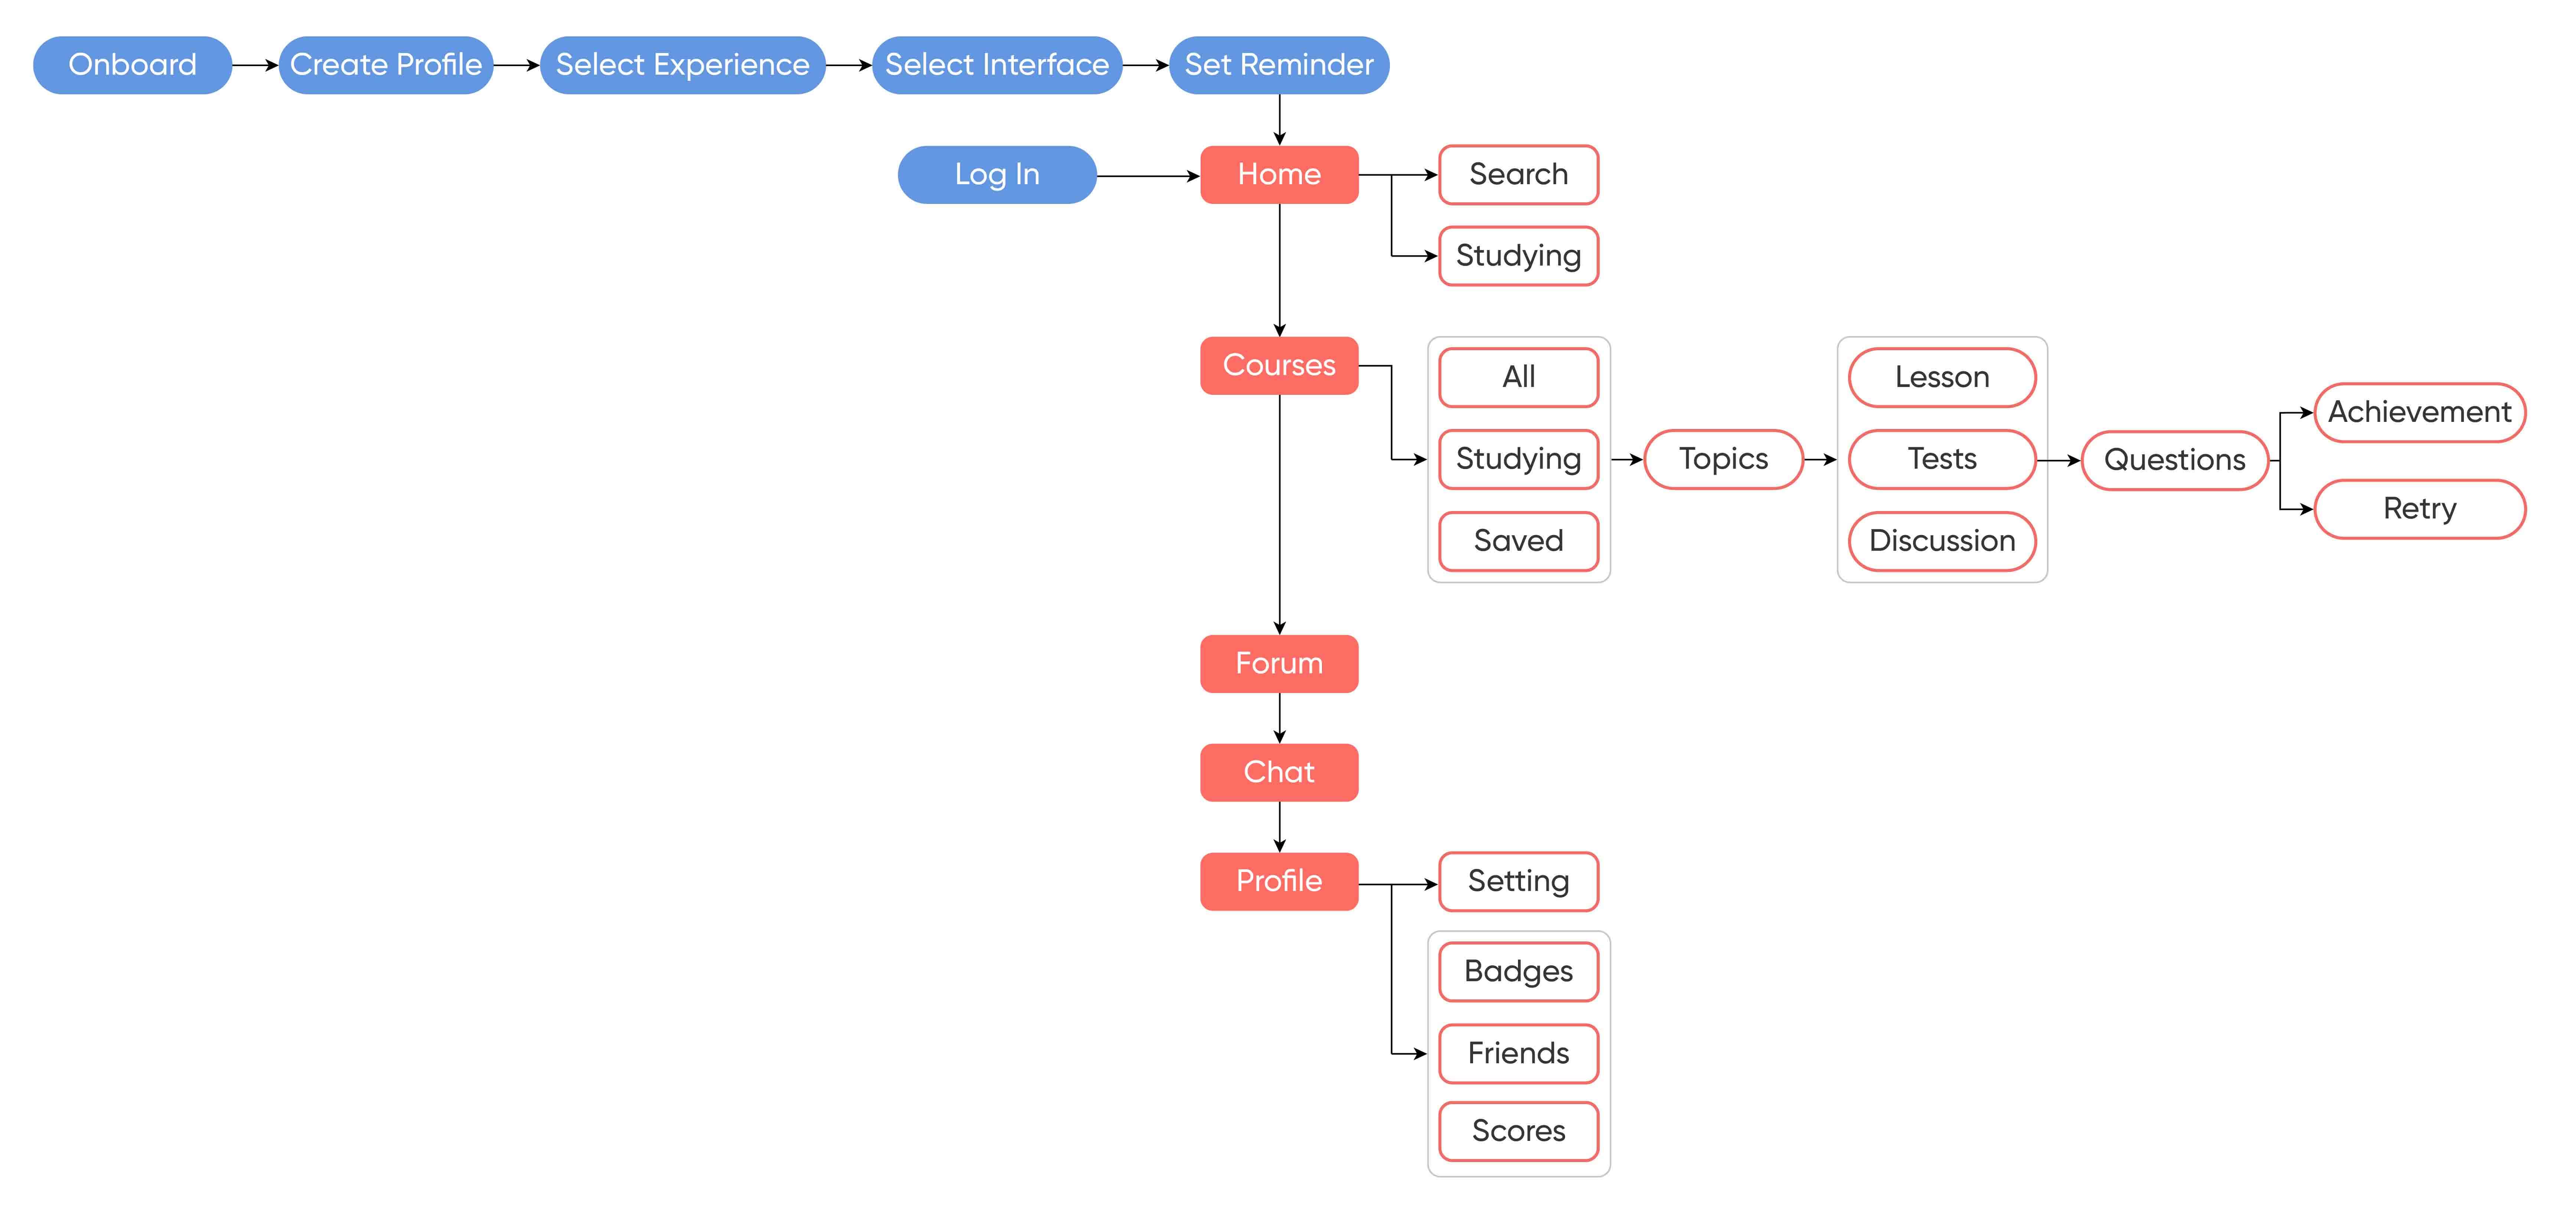 Onboard
Create Profile
Select Experience
Select Interface
Set Reminder
Log In
Home
Search
Studying
Courses
All
Studying
Saved
Topics
Lesson
Tests
Discussion
Questions
Achievement
Retry
Forum
Chat
Profile
Setting
Badges
Friends
Scores